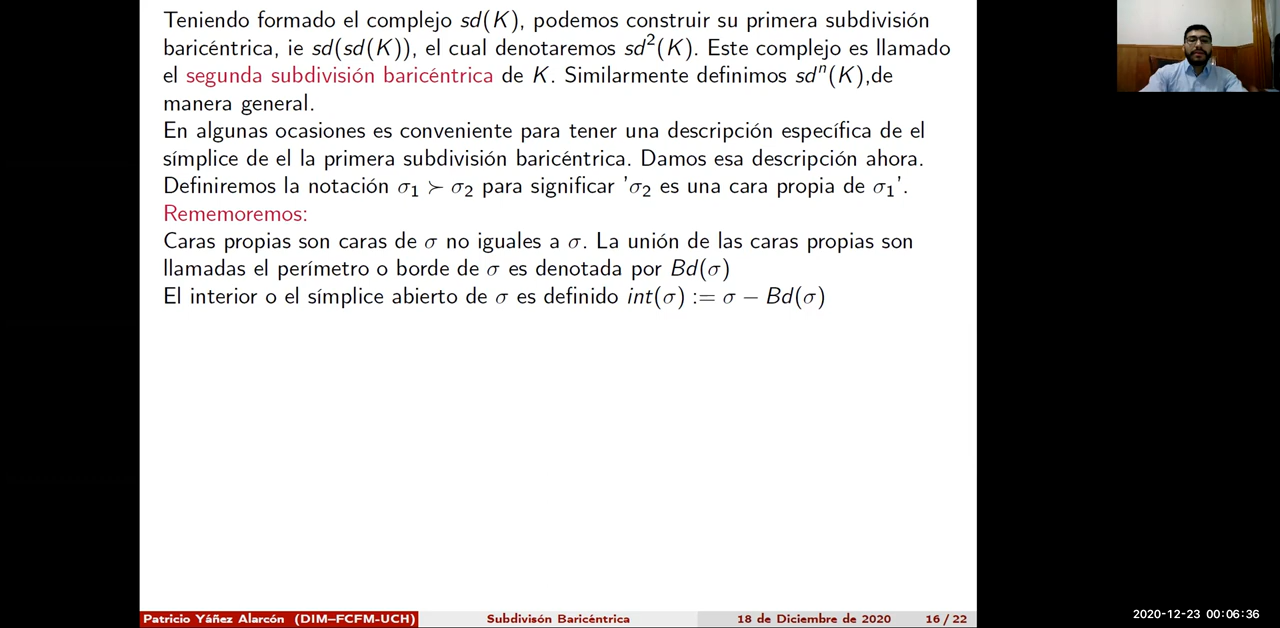 Teniendo formado el complejo sd(K), podemos construir su primera subdivisión
baricéntrica, ie sd(sd(K)), el cual denotaremos sd²(K). Este complejo es llamado
el segunda subdivisión baricéntrica de K. Similarmente definimos sdⁿ(K),de
manera general.
En algunas ocasiones es conveniente para tener una descripción específica de el
símplice de el la primera subdivisión baricéntrica. Damos esa descripción ahora.
Definiremos la notación σ₁ ≻ σ₂ para significar 'σ₂ es una cara propia de σ₁'.
Rememoremos:
Caras propias son caras de σ no iguales a σ. La unión de las caras propias son
llamadas el perímetro o borde de σ es denotada por Bd(σ)
El interior o el símplice abierto de σ es definido int(σ) := σ − Bd(σ)
Patricio Yáñez Alarcón (DIM–FCFM-UCH) Subdivisón Baricéntrica 18 de Diciembre de 2020 16 / 22
2020-12-23 00:06:36